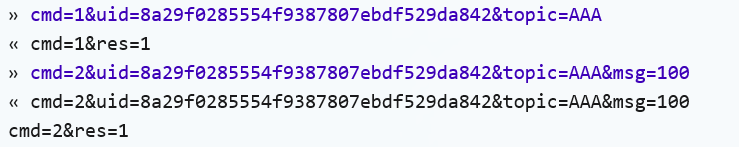 » cmd=1&uid=8a29f0285554f9387807ebdf529da842&topic=AAA
« cmd=1&res=1
» cmd=2&uid=8a29f0285554f9387807ebdf529da842&topic=AAA&msg=100
« cmd=2&uid=8a29f0285554f9387807ebdf529da842&topic=AAA&msg=100
cmd=2&res=1